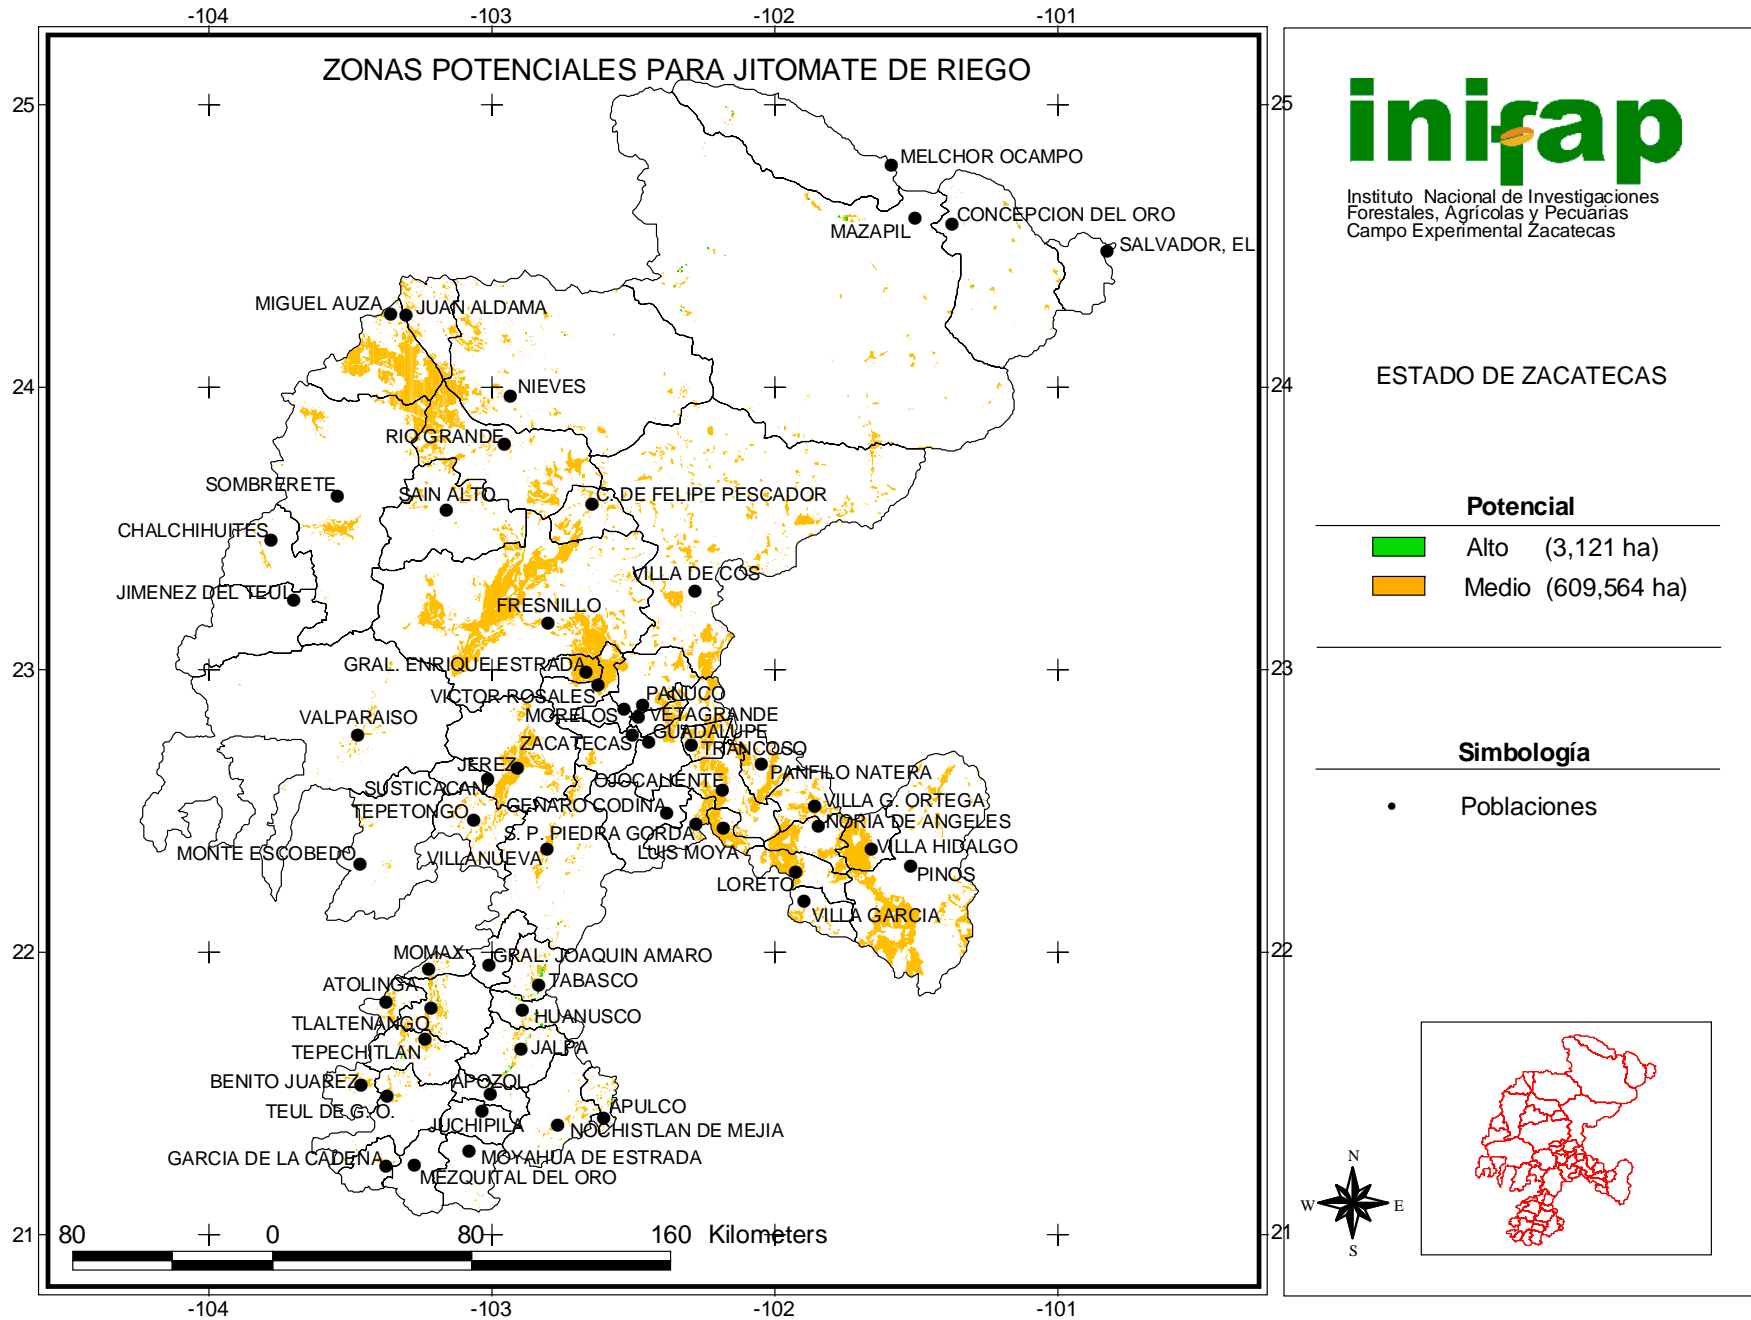 -104 -103 -102 -101
ZONAS POTENCIALES PARA JITOMATE DE RIEGO
25 25
MELCHOR OCAMPO
CONCEPCION DEL ORO
MAZAPIL
SALVADOR, EL
MIGUEL AUZA
JUAN ALDAMA
24 24
NIEVES
RIO GRANDE
SOMBRERETE
SAIN ALTO
C. DE FELIPE PESCADOR
CHALCHIHUITES
VILLA DE COS
JIMENEZ DEL TEUL
FRESNILLO
23 23
GRAL. ENRIQUE ESTRADA
VICTOR ROSALES
PANUCO
VALPARAISO
MORELOS
VETAGRANDE
GUADALUPE
ZACATECAS
TRANCOSO
JEREZ
PANFILO NATERA
OJOCALIENTE
SUSTICACAN
GENARO CODINA
VILLA G. ORTEGA
TEPETONGO
NORIA DE ANGELES
S. P. PIEDRA GORDA
VILLA HIDALGO
MONTE ESCOBEDO
VILLANUEVA
LUIS MOYA
PINOS
LORETO
VILLA GARCIA
22 22
MOMAX
GRAL. JOAQUIN AMARO
ATOLINGA
TABASCO
TLALTENANGO
HUANUSCO
TEPECHITLAN
JALPA
BENITO JUAREZ
APOZOL
TEUL DE G. O.
APULCO
JUCHIPILA
NOCHISTLAN DE MEJIA
GARCIA DE LA CADENA
MOYAHUA DE ESTRADA
MEZQUITAL DEL ORO
21 21
80 0 80 160 Kilometers
-104 -103 -102 -101
inifap
Instituto Nacional de Investigaciones
Forestales, Agrícolas y Pecuarias
Campo Experimental Zacatecas
ESTADO DE ZACATECAS
Potencial
Alto (3,121 ha)
Medio (609,564 ha)
Simbología
Poblaciones
N
W E
S